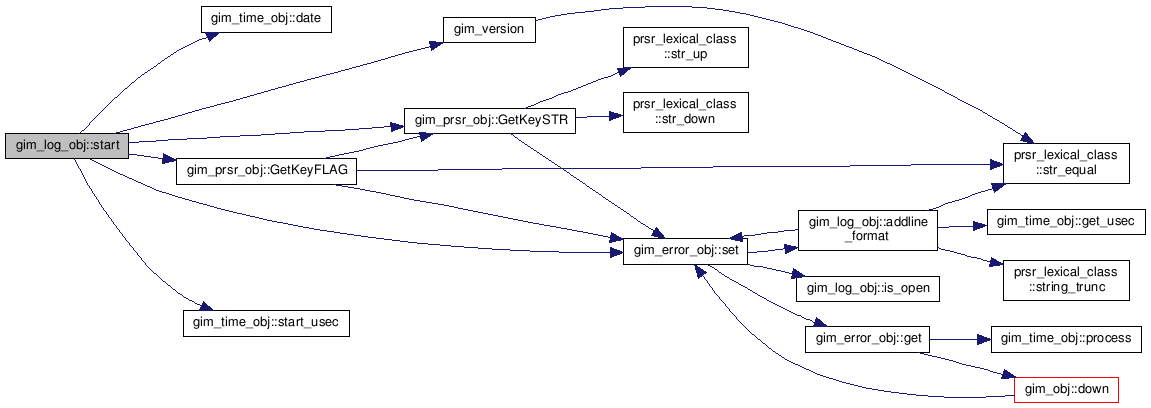 gim_time_obj::date
gim_version
prsr_lexical_class
::str_up
prsr_lexical_class
::str_down
gim_prsr_obj::GetKeySTR
gim_log_obj::start
gim_prsr_obj::GetKeyFLAG
prsr_lexical_class
::str_equal
gim_log_obj::addline
_format
gim_time_obj::get_usec
gim_error_obj::set
prsr_lexical_class
::string_trunc
gim_log_obj::is_open
gim_time_obj::start_usec
gim_error_obj::get
gim_time_obj::process
gim_obj::down